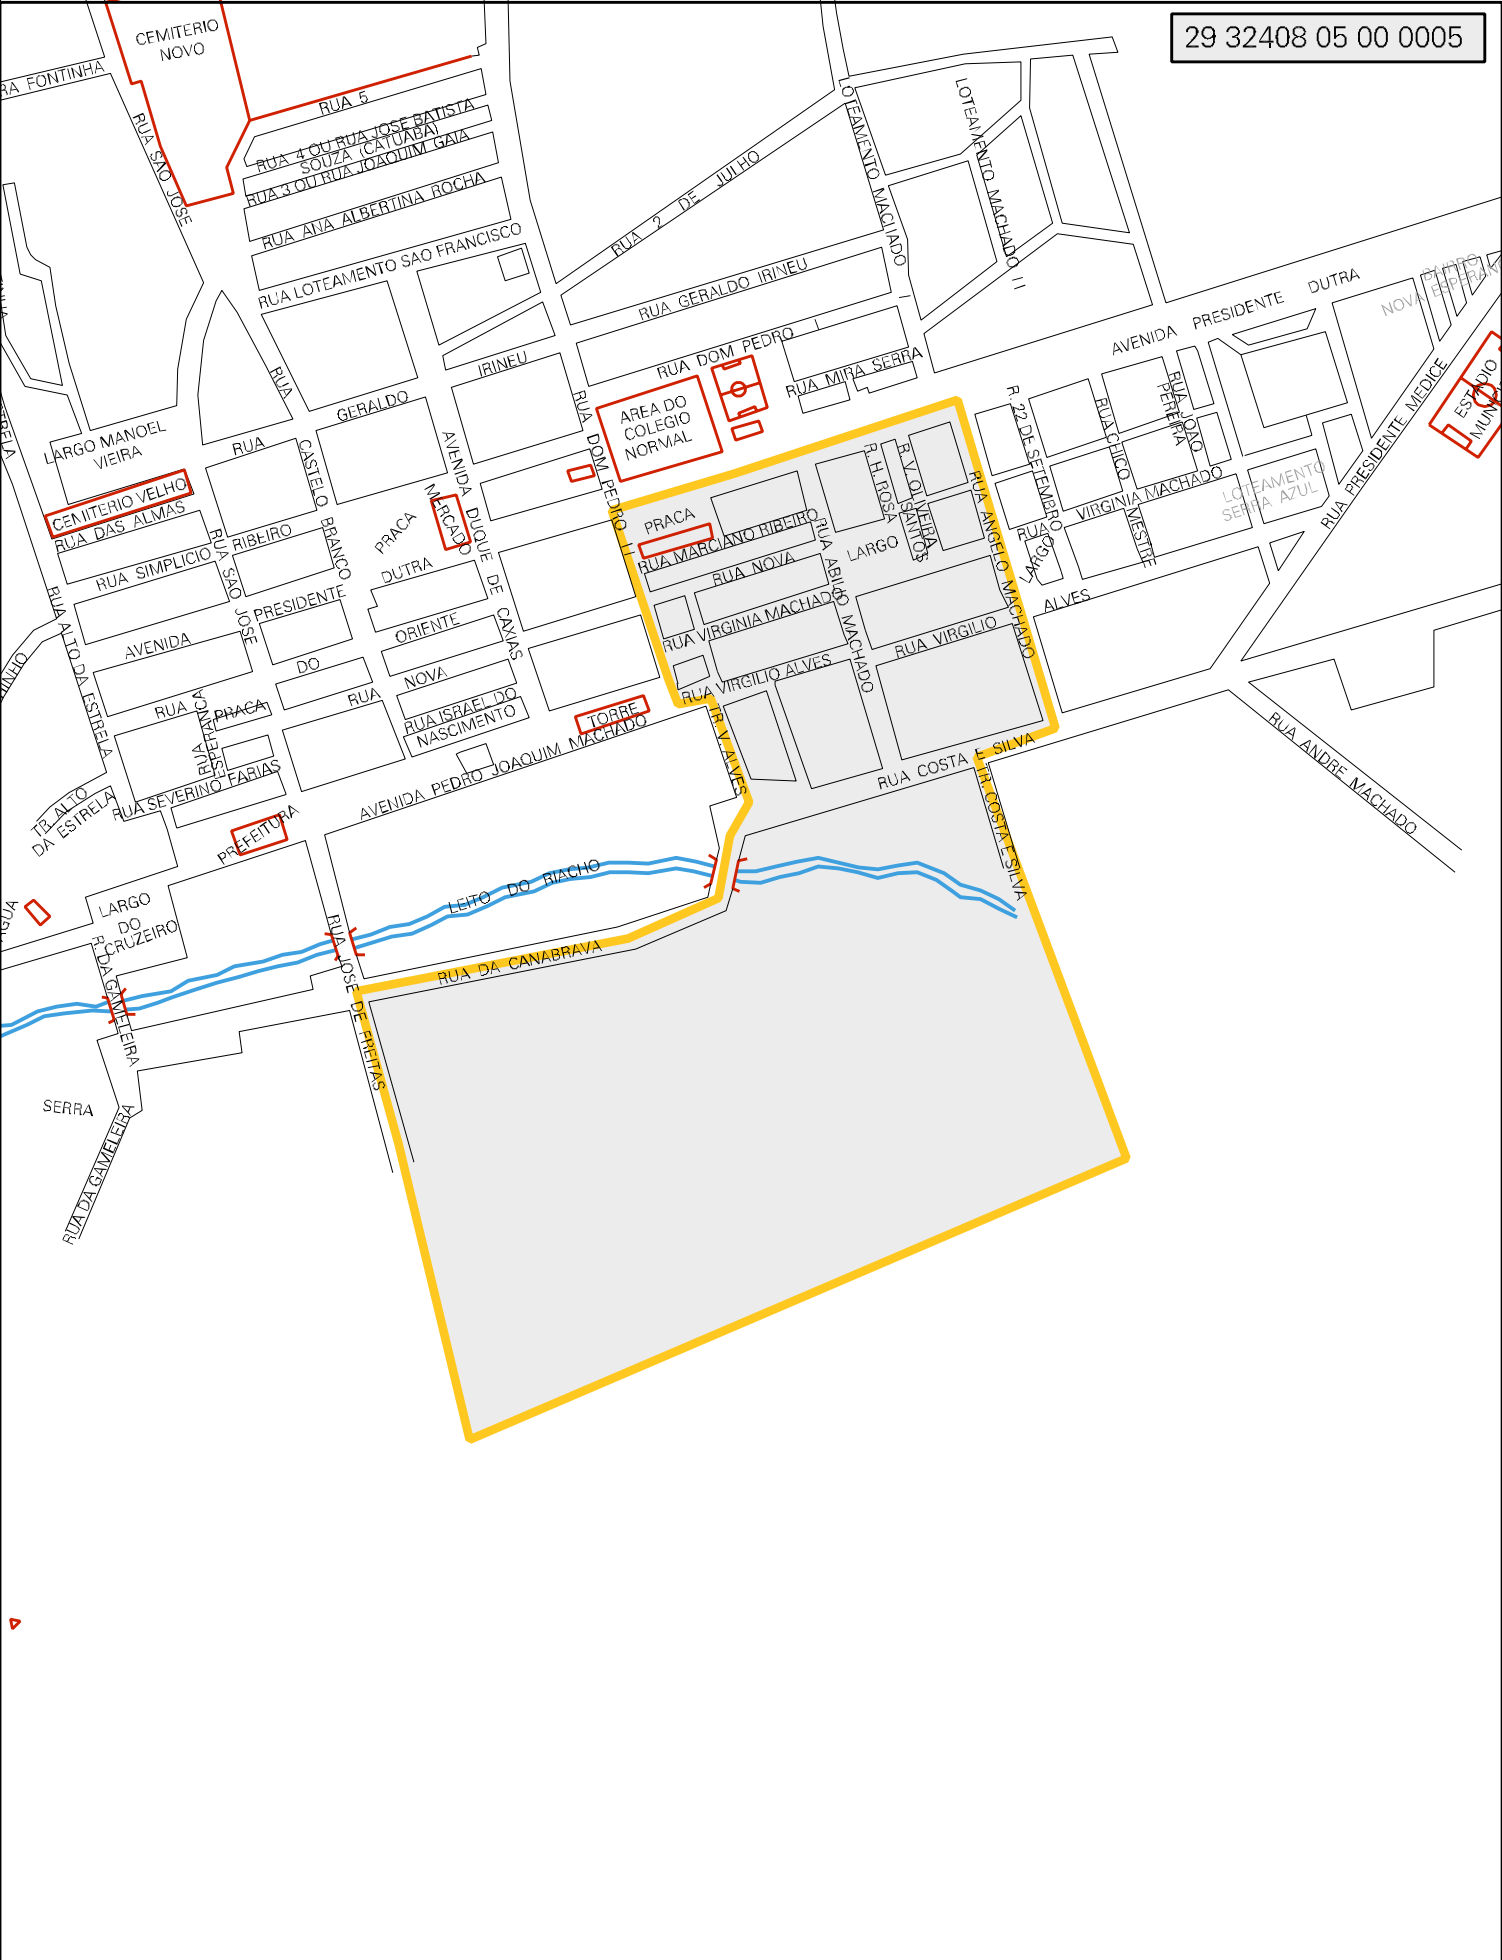 29 32408 05 00 0005
CEMITERIO
NOVO
RA FONTINHA
RUA SAO JOSE
RUA 5
RUA 4 OU RUA JOSE BATISTA
SOUZA (CATUABA)
RUA 3 OU RUA JOAQUIM GAIA
RUA ANA ALBERTINA ROCHA
RUA LOTEAMENTO SAO FRANCISCO
RUA 2 DE JULHO
LOTEAMENTO MACHADO I
LOTEAMENTO MACHADO II
RUA GERALDO IRINEU
RUA DOM PEDRO I
RUA MIRA SERRA
AVENIDA PRESIDENTE DUTRA
BAIRRO
NOVA ESPERAN
ESTADIO
MUNI
RUA PRESIDENTE MEDICE
LOTEAMENTO
SERRA AZUL
AREA DO
COLEGIO
NORMAL
RUA
GERALDO
IRINEU
LARGO MANOEL
VIEIRA
RUA
CEMITERIO VELHO
RUA DAS ALMAS
CASTELO BRANCO
AVENIDA DUQUE DE CAXIAS
RUA DOM PEDRO II
MERCADO
PRACA
RUA SIMPLICIO
RIBEIRO
RUA SAO JOSE
DUTRA
PRESIDENTE
AVENIDA
ORIENTE
DO
NOVA
RUA
RUA
RUA ISRAEL DO
NASCIMENTO
PRACA
RUA
ESPERANCA
RUA SEVERINO FARIAS
RUA ALTO DA ESTRELA
TRELA
TR. ALTO
DA ESTRELA
INHO
PREFEITURA
AVENIDA PEDRO JOAQUIM MACHADO
TORRE
PRACA
RUA MARCIANO RIBEIRO
RUA NOVA
RUA VIRGINIA MACHADO
RUA VIRGILIO ALVES
RUA ABILIO MACHADO
LARGO
R. H. ROSA
R. V. OLIVEIRA
SANTOS
RUA ANGELO MACHADO
RUA VIRGILIO
ALVES
R. 22 DE SETEMBRO
RUA CHICO
MESTRE
RUA JOAO
PEREIRA
RUA
VIRGINIA MACHADO
LARGO
TR. V. ALVES
RUA COSTA E SILVA
TR. COSTA E SILVA
RUA ANDRE MACHADO
LEITO DO RIACHO
LARGO
DO
CRUZEIRO
AGUA
R. DA GAMELEIRA
RUA JOSE DE FREITAS
RUA DA CANABRAVA
SERRA
RUA DA GAMELEIRA